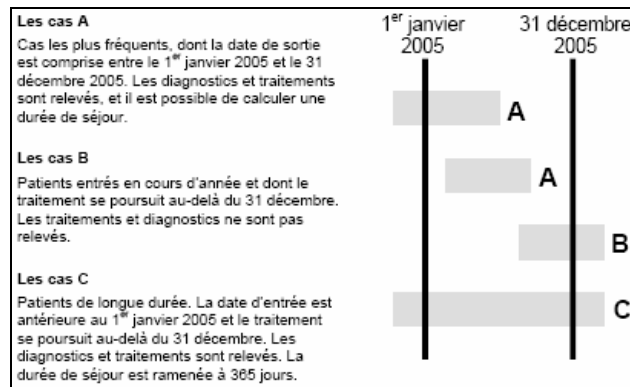 Les cas A
Cas les plus fréquents, dont la date de sortie
est comprise entre le 1er janvier 2005 et le 31
décembre 2005. Les diagnostics et traitements
sont relevés, et il est possible de calculer une
durée de séjour.
Les cas B
Patients entrés en cours d'année et dont le
traitement se poursuit au-delà du 31 décembre.
Les traitements et diagnostics ne sont pas
relevés.
Les cas C
Patients de longue durée. La date d'entrée est
antérieure au 1er janvier 2005 et le traitement
se poursuit au-delà du 31 décembre. Les
diagnostics et traitements sont relevés. La
durée de séjour est ramenée à 365 jours.
1er janvier
2005
31 décembre
2005
A
A
B
C